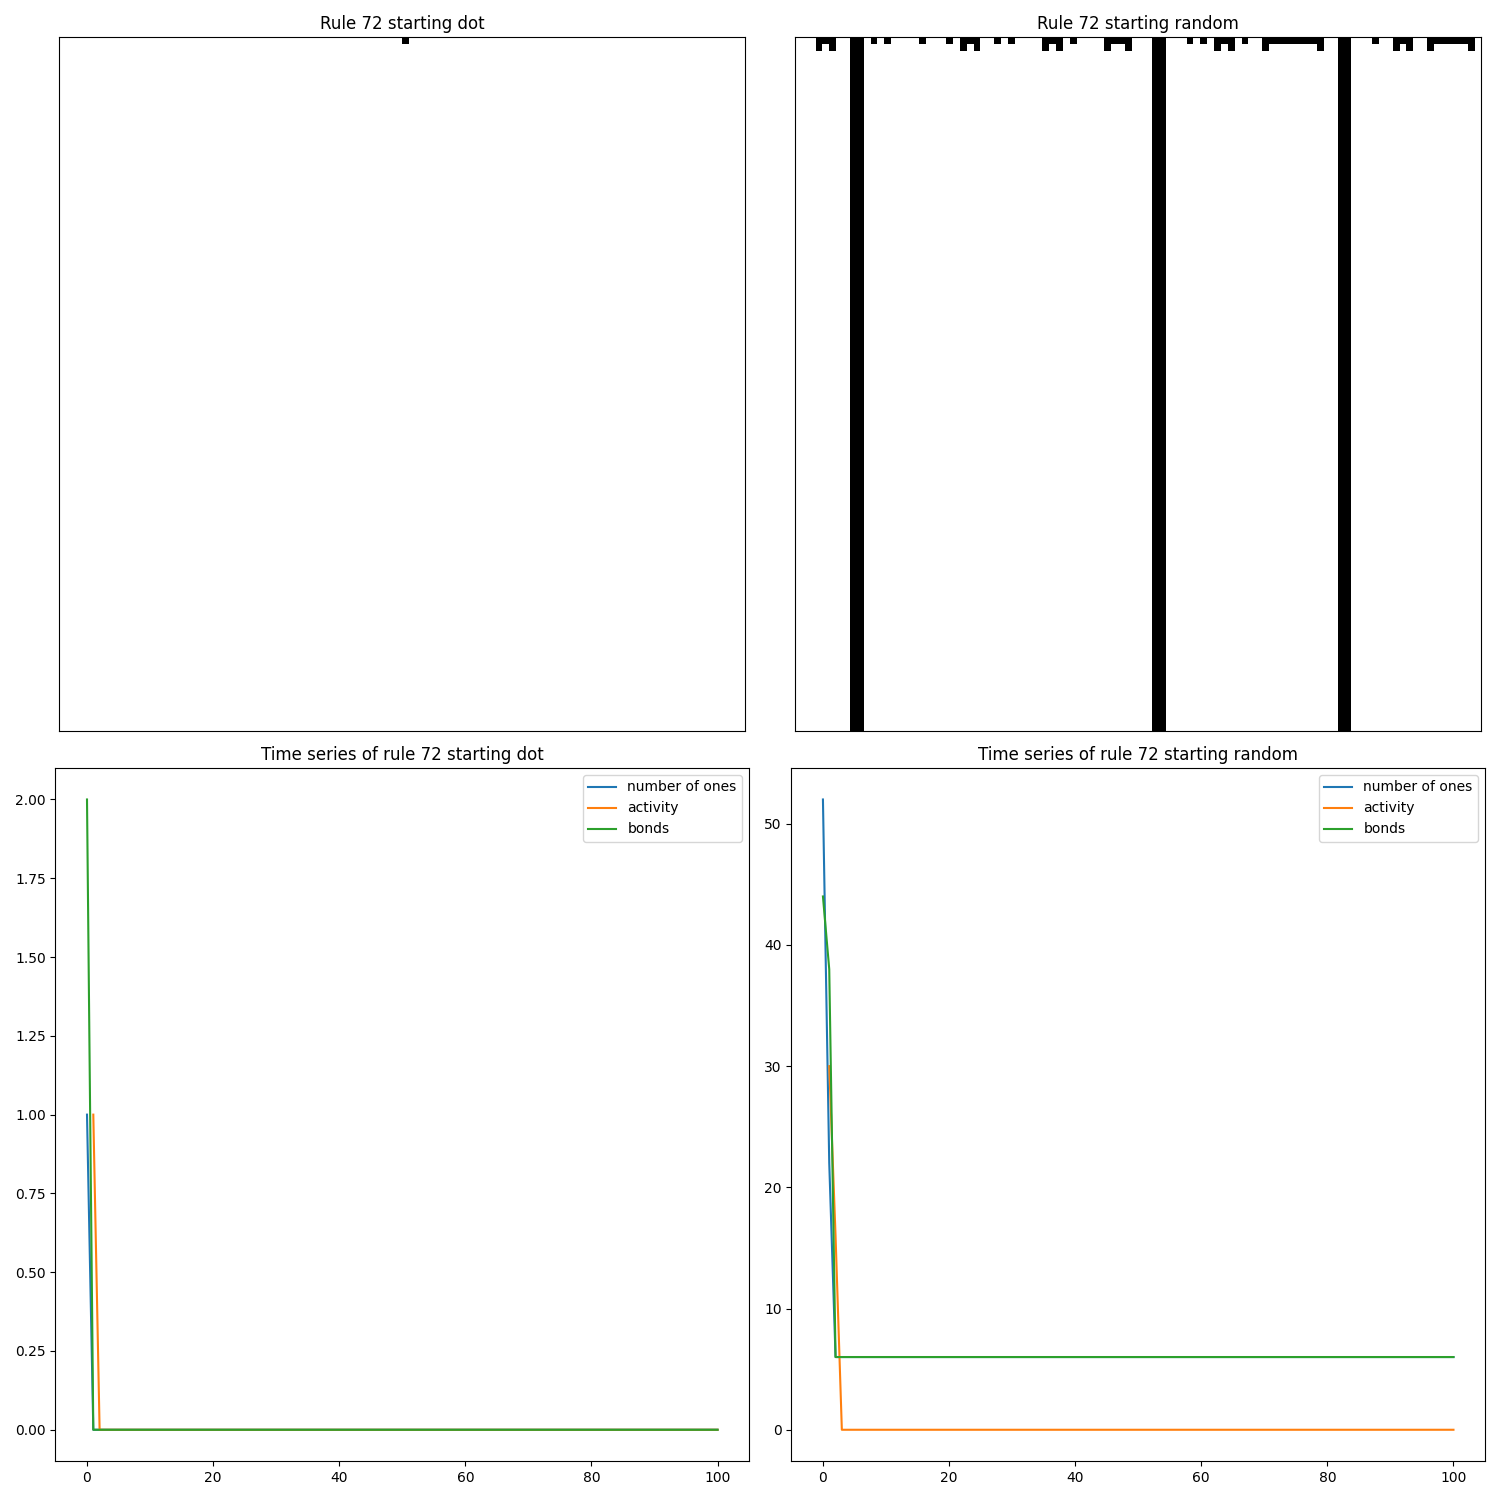 Rule 72 starting dot
Rule 72 starting random
Time series of rule 72 starting dot
2.00
1.75
1.50
1.25
1.00
0.75
0.50
0.25
0.00
0 20 40 60 80 100
number of ones
activity
bonds
Time series of rule 72 starting random
50
40
30
20
10
0
0 20 40 60 80 100
number of ones
activity
bonds